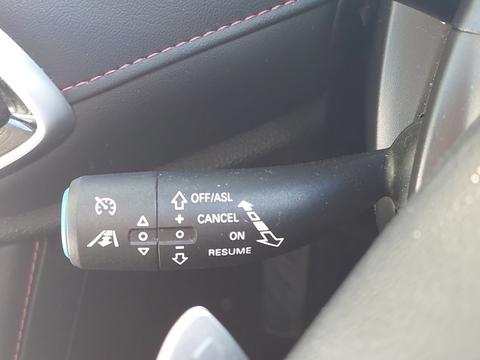 OFF/ASL
+ CANCEL
ON
- RESUME